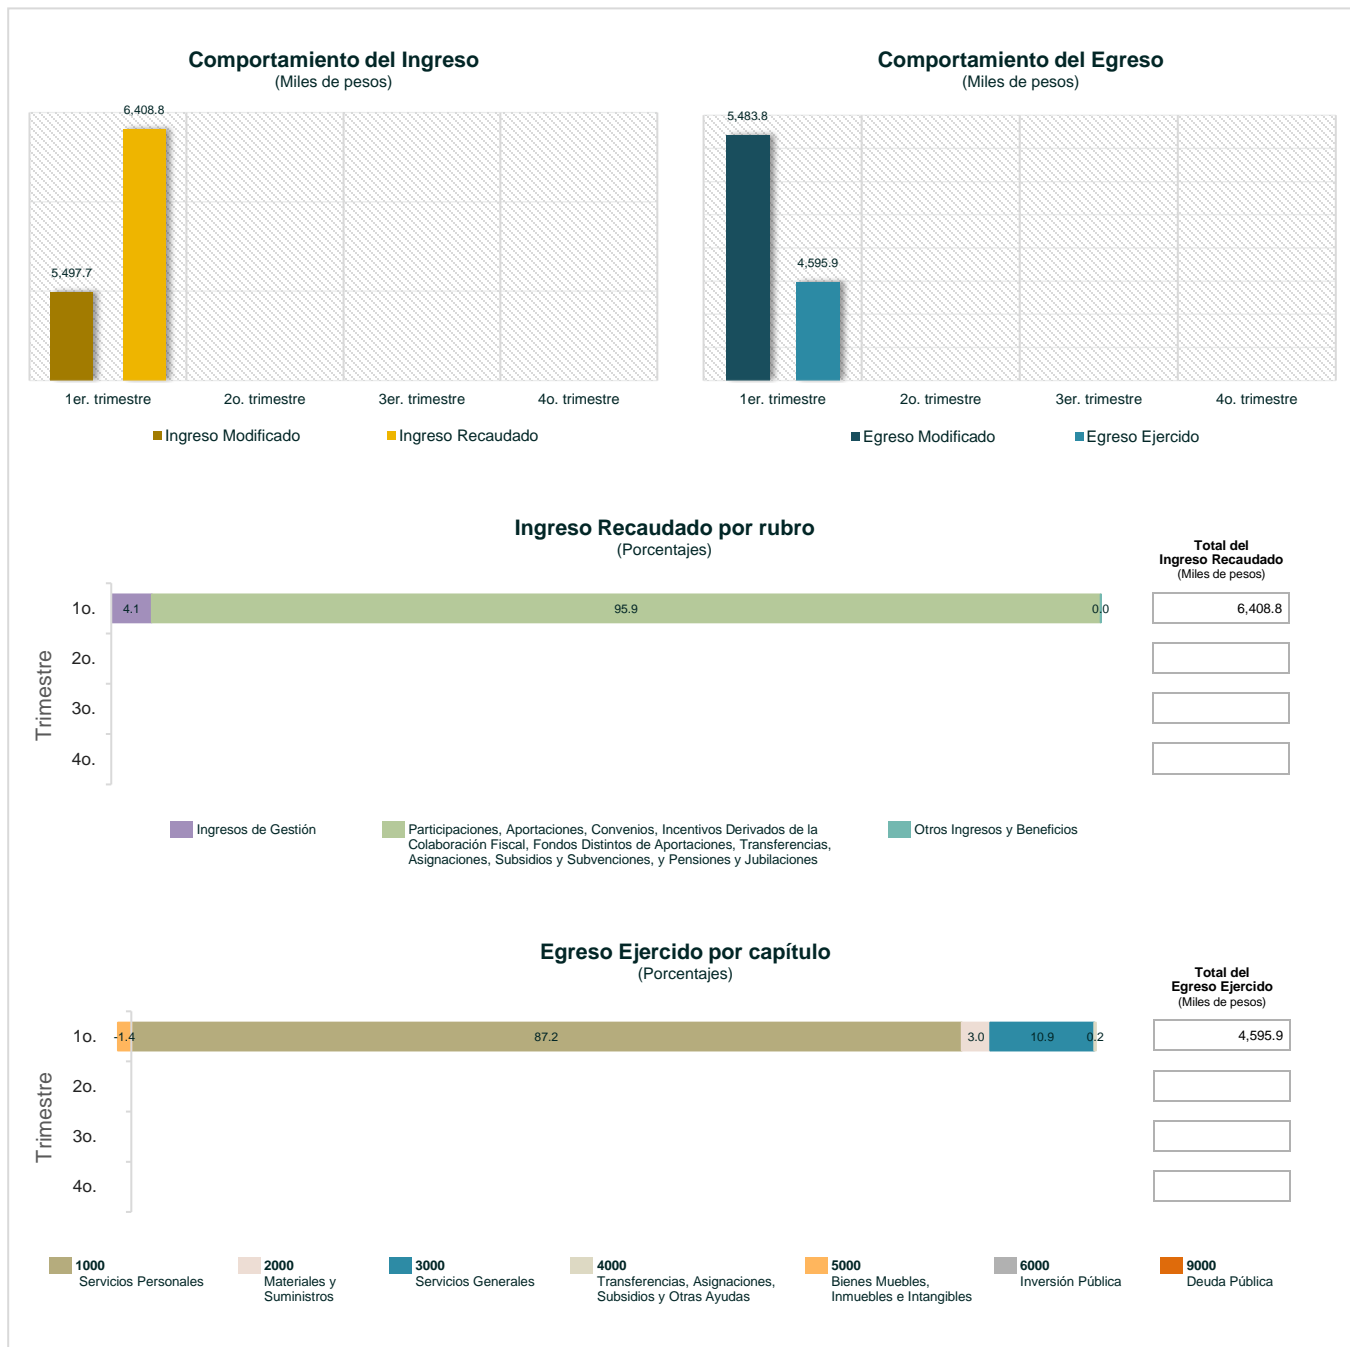 Comportamiento del Ingreso
(Miles de pesos)
6,408.8
5,497.7
1er. trimestre
2o. trimestre
3er. trimestre
4o. trimestre
Ingreso Modificado
Ingreso Recaudado
Comportamiento del Egreso
(Miles de pesos)
5,483.8
4,595.9
1er. trimestre
2o. trimestre
3er. trimestre
4o. trimestre
Egreso Modificado
Egreso Ejercido
Ingreso Recaudado por rubro
(Porcentajes)
Total del
Ingreso Recaudado
(Miles de pesos)
Trimestre
1o.
4.1
95.9
0.0
6,408.8
2o.
3o.
4o.
Ingresos de Gestión
Participaciones, Aportaciones, Convenios, Incentivos Derivados de la
Colaboración Fiscal, Fondos Distintos de Aportaciones, Transferencias,
Asignaciones, Subsidios y Subvenciones, y Pensiones y Jubilaciones
Otros Ingresos y Beneficios
Egreso Ejercido por capítulo
(Porcentajes)
Total del
Egreso Ejercido
(Miles de pesos)
Trimestre
1o.
-1.4
87.2
3.0
10.9
0.2
4,595.9
2o.
3o.
4o.
1000
Servicios Personales
2000
Materiales y
Suministros
3000
Servicios Generales
4000
Transferencias, Asignaciones,
Subsidios y Otras Ayudas
5000
Bienes Muebles,
Inmuebles e Intangibles
6000
Inversión Pública
9000
Deuda Pública